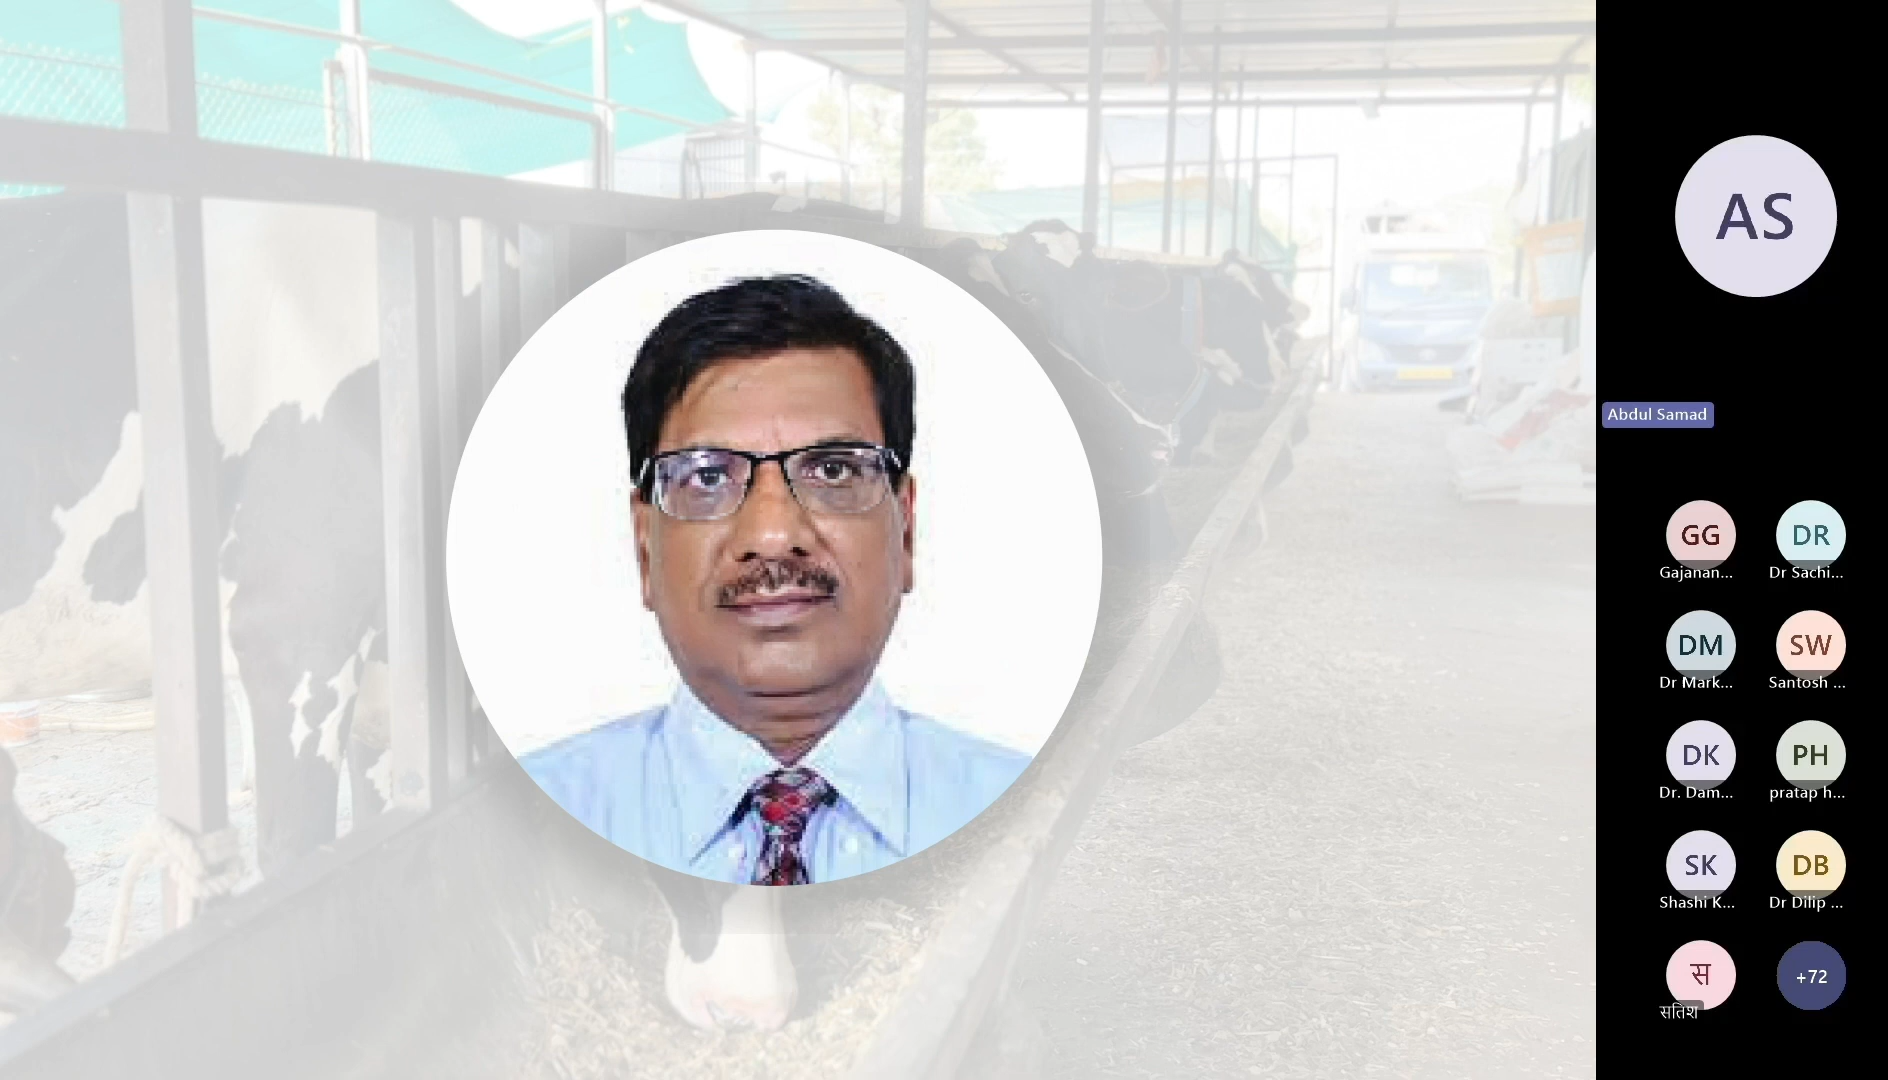 AS
Abdul Samad
GG
Gajanan...
DR
Dr Sachi...
DM
Dr Mark...
SW
Santosh ...
DK
Dr. Dam...
PH
pratap h...
SK
Shashi K...
DB
Dr Dilip ...
स
सतिश
+72